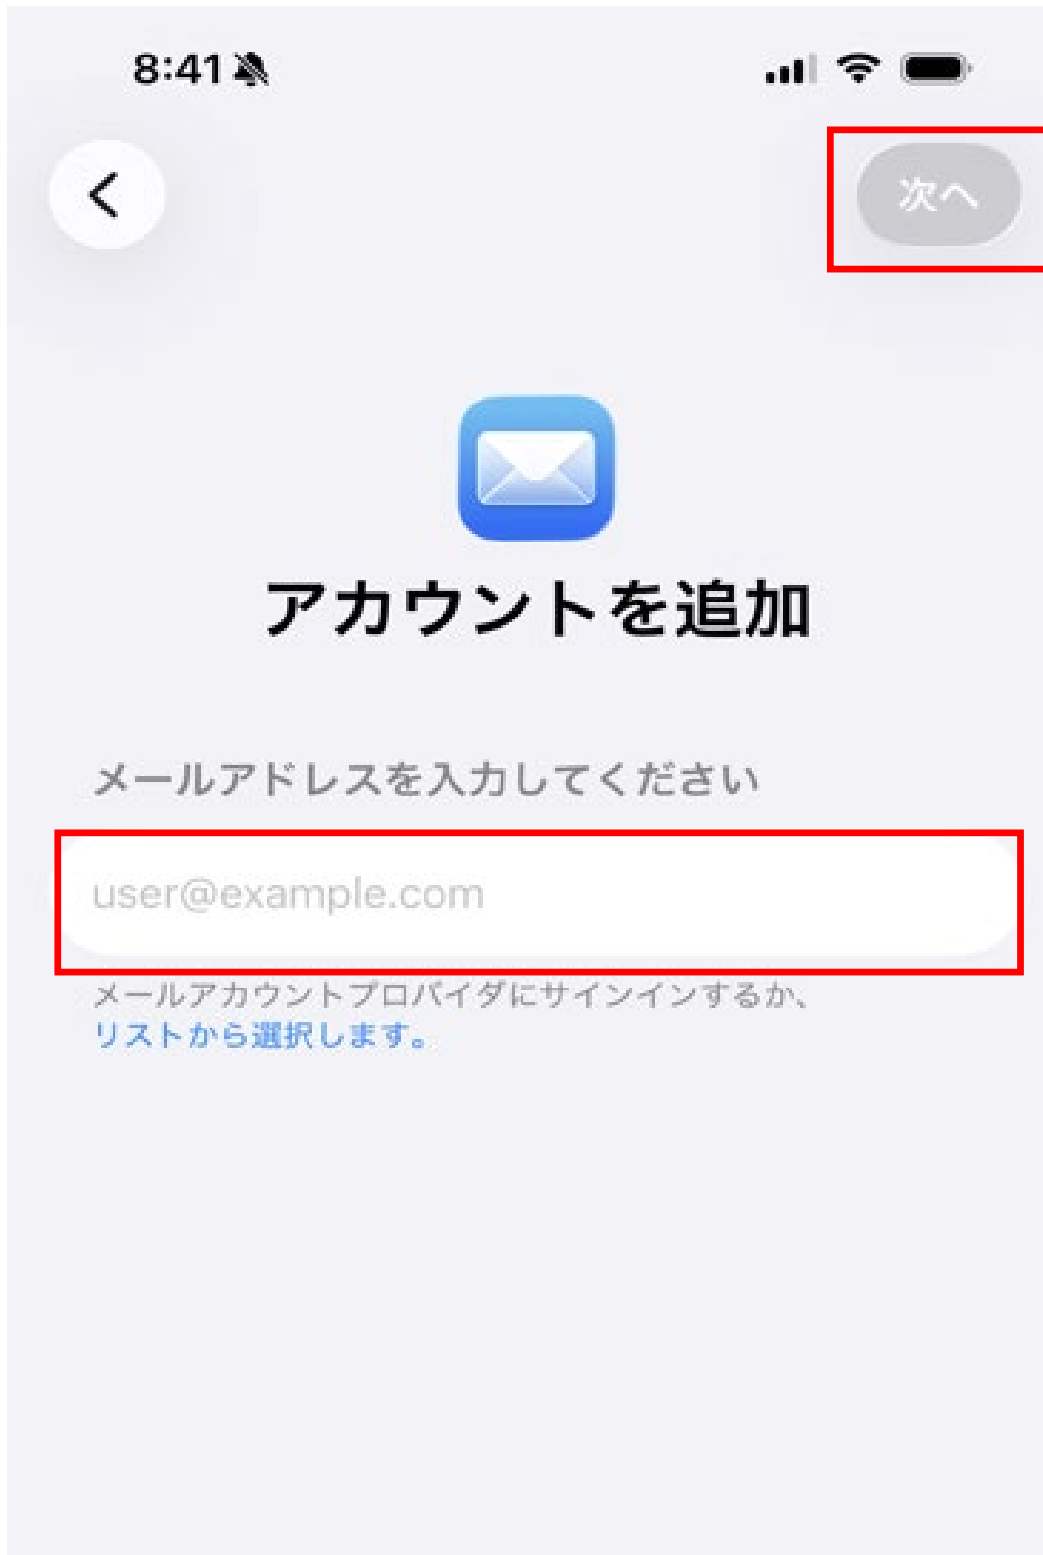 8:41
次へ
アカウントを追加
メールアドレスを入力してください
user@example.com
メールアカウントプロバイダにサインインするか、
リストから選択します。